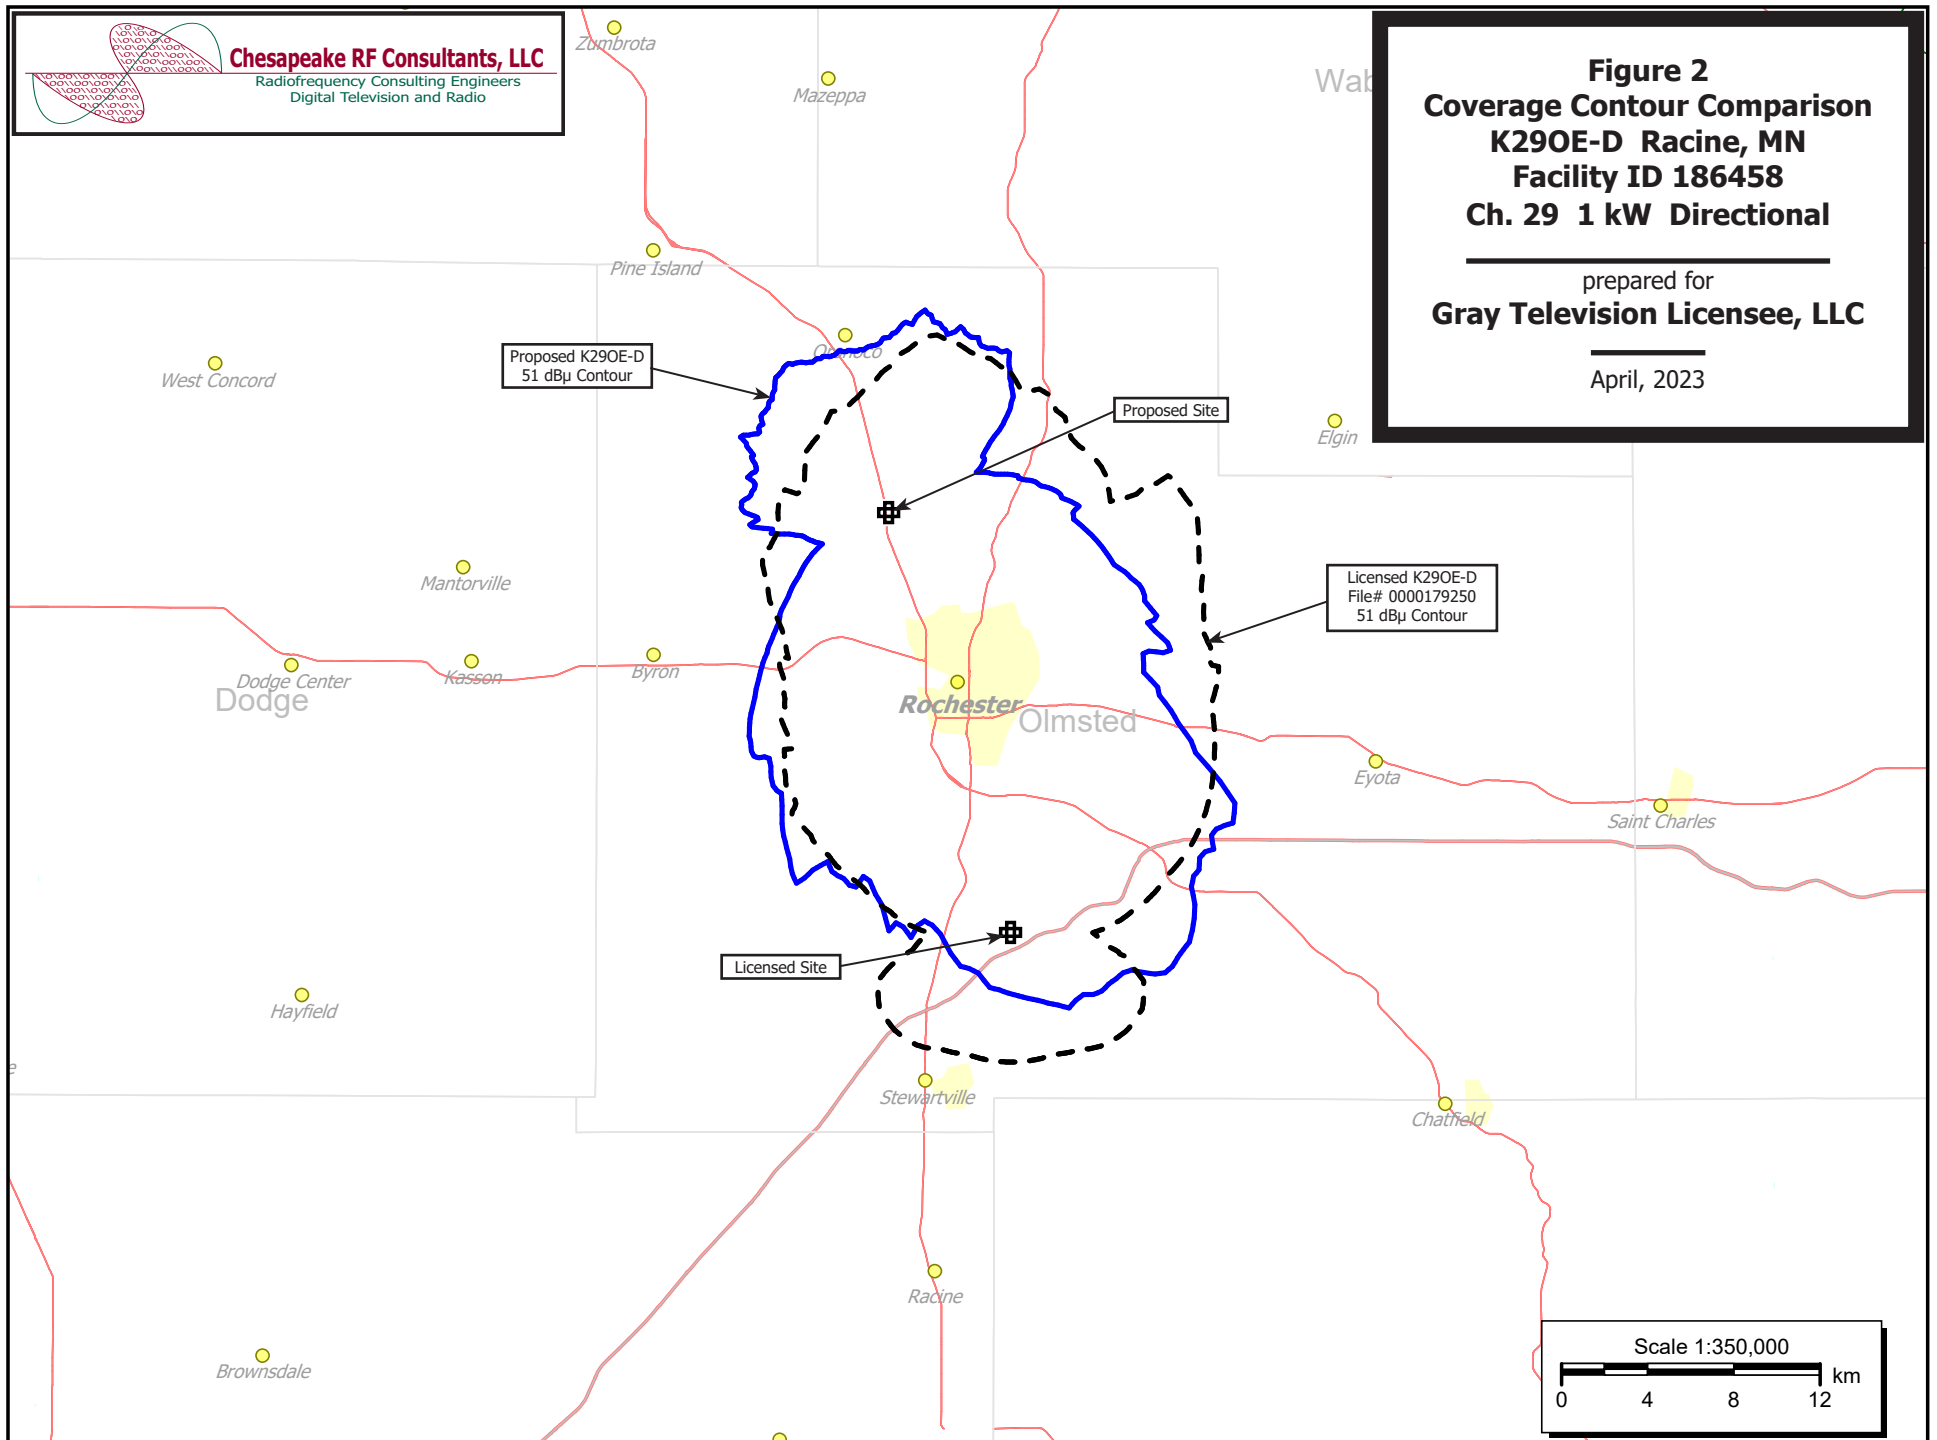 Chesapeake RF Consultants, LLC
Radiofrequency Consulting Engineers
Digital Television and Radio
Figure 2
Coverage Contour Comparison
K29OE-D Racine, MN
Facility ID 186458
Ch. 29 1 kW Directional
prepared for
Gray Television Licensee, LLC
April, 2023
Zumbrota
Mazeppa
Wab
Pine Island
Oronoco
West Concord
Proposed K29OE-D
51 dBµ Contour
Proposed Site
Elgin
Mantorville
Licensed K29OE-D
File# 0000179250
51 dBµ Contour
Dodge Center
Kasson
Byron
Dodge
Rochester
Olmsted
Eyota
Saint Charles
Licensed Site
Hayfield
e
Stewartville
Chatfield
Racine
Brownsdale
Scale 1:350,000
km
0 4 8 12